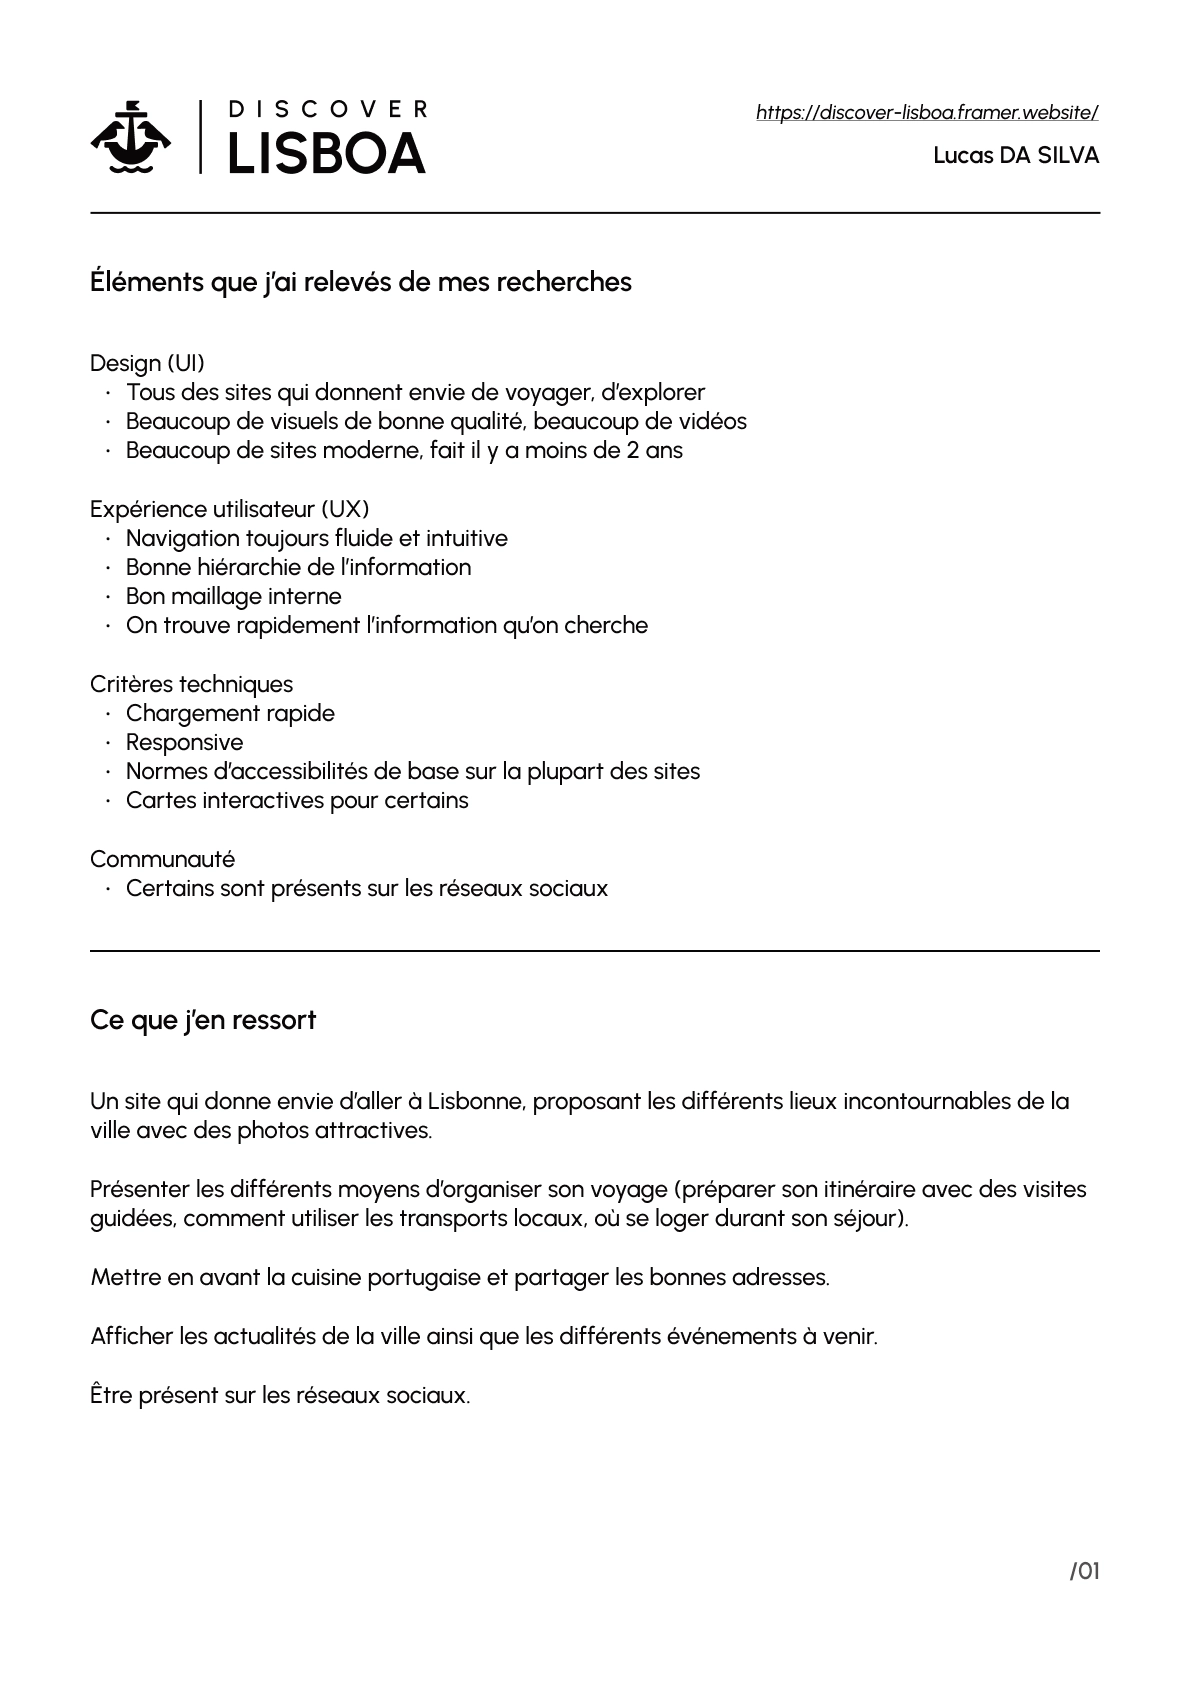 DISCOVER
LISBOA
https://discover-lisboa.framer.website/
Lucas DA SILVA
Éléments que j’ai relevés de mes recherches
Design (UI)
· Tous des sites qui donnent envie de voyager, d’explorer
· Beaucoup de visuels de bonne qualité, beaucoup de vidéos
· Beaucoup de sites moderne, fait il y a moins de 2 ans
Expérience utilisateur (UX)
· Navigation toujours fluide et intuitive
· Bonne hiérarchie de l’information
· Bon maillage interne
· On trouve rapidement l’information qu’on cherche
Critères techniques
· Chargement rapide
· Responsive
· Normes d’accessibilités de base sur la plupart des sites
· Cartes interactives pour certains
Communauté
· Certains sont présents sur les réseaux sociaux
Ce que j’en ressort
Un site qui donne envie d’aller à Lisbonne, proposant les différents lieux incontournables de la
ville avec des photos attractives.
Présenter les différents moyens d’organiser son voyage (préparer son itinéraire avec des visites
guidées, comment utiliser les transports locaux, où se loger durant son séjour).
Mettre en avant la cuisine portugaise et partager les bonnes adresses.
Afficher les actualités de la ville ainsi que les différents événements à venir.
Être présent sur les réseaux sociaux.
/01